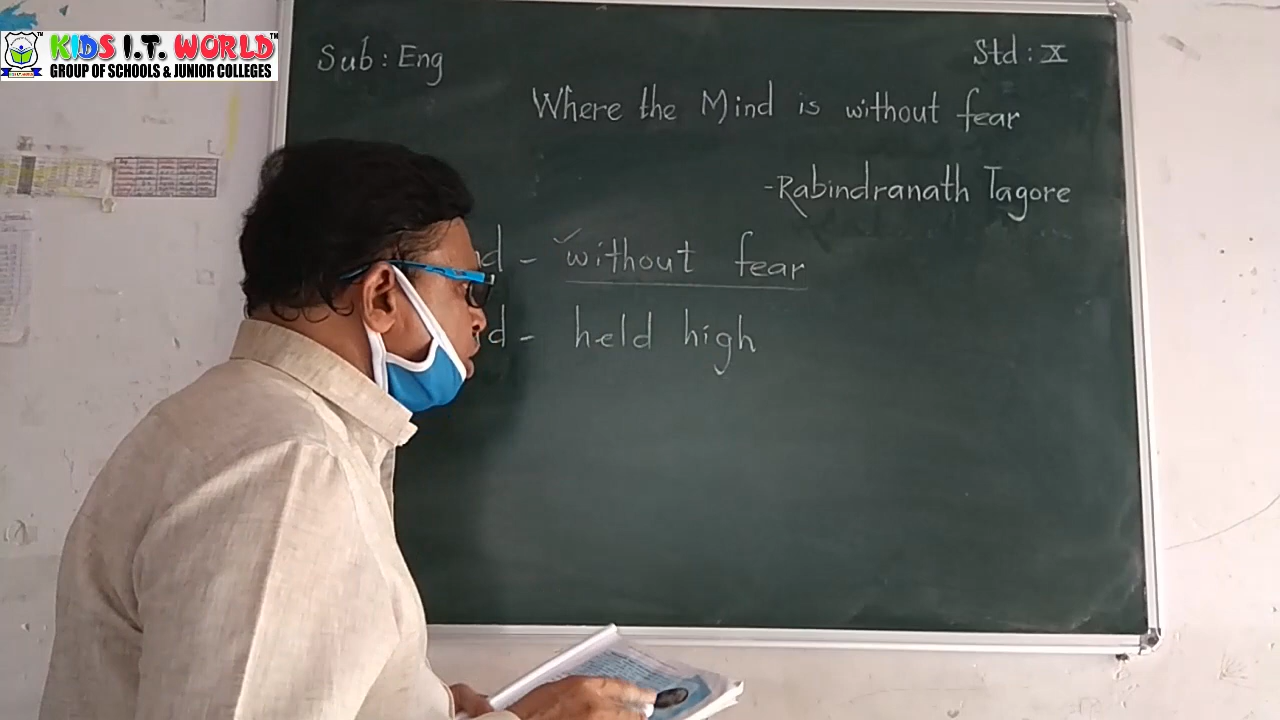 KIDS I.T. WORLD
GROUP OF SCHOOLS & JUNIOR COLLEGES
Sub : Eng
Std : X
Where the Mind is without fear
-Rabindranath Tagore
- without fear
- held high